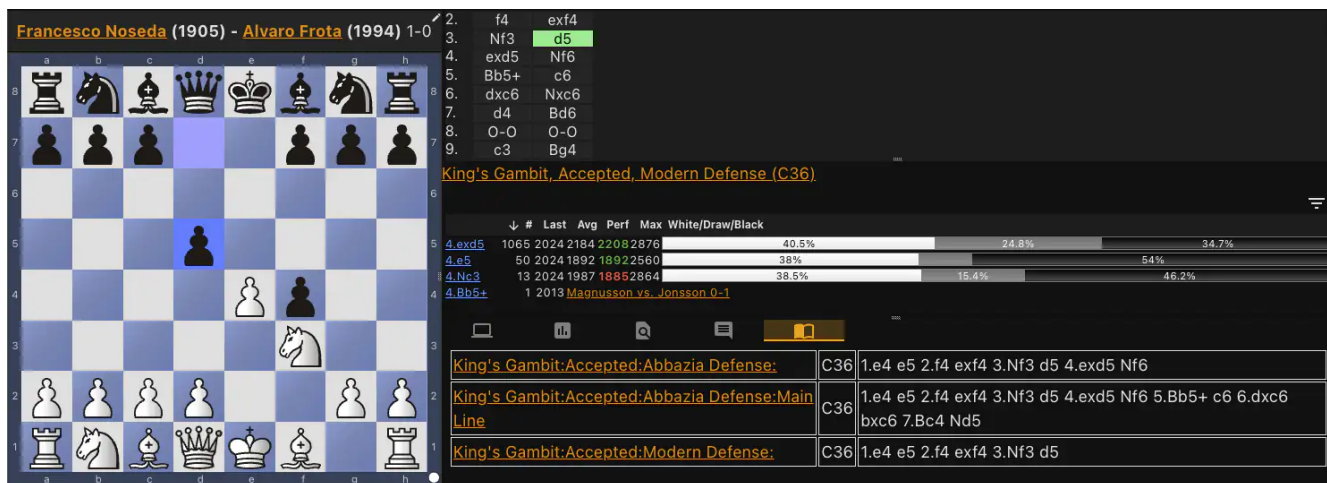 Francesco Noseda (1905) - Alvaro Frota (1994) 1-0
a b c d e f g h
8 8
7 7
6 6
5 5
4 4
3 3
2 2
1 1
a b c d e f g h
2. f4 exf4
3. Nf3 d5
4. exd5 Nf6
5. Bb5+ c6
6. dxc6 Nxc6
7. d4 Bd6
8. O-O O-O
9. c3 Bg4
King's Gambit, Accepted, Modern Defense (C36)
↓ # Last Avg Perf Max White/Draw/Black
4.exd5 1065 2024 2184 2208 2876 40.5% 24.8% 34.7%
4.e5 50 2024 1892 1892 2560 38% 54%
4.Nc3 13 2024 1987 1885 2864 38.5% 15.4% 46.2%
4.Bb5+ 1 2013 Magnusson vs. Jonsson 0-1
King's Gambit:Accepted:Abbazia Defense: C36 1.e4 e5 2.f4 exf4 3.Nf3 d5 4.exd5 Nf6
King's Gambit:Accepted:Abbazia Defense:Main
Line
C36
1.e4 e5 2.f4 exf4 3.Nf3 d5 4.exd5 Nf6 5.Bb5+ c6 6.dxc6
bxc6 7.Bc4 Nd5
King's Gambit:Accepted:Modern Defense: C36 1.e4 e5 2.f4 exf4 3.Nf3 d5